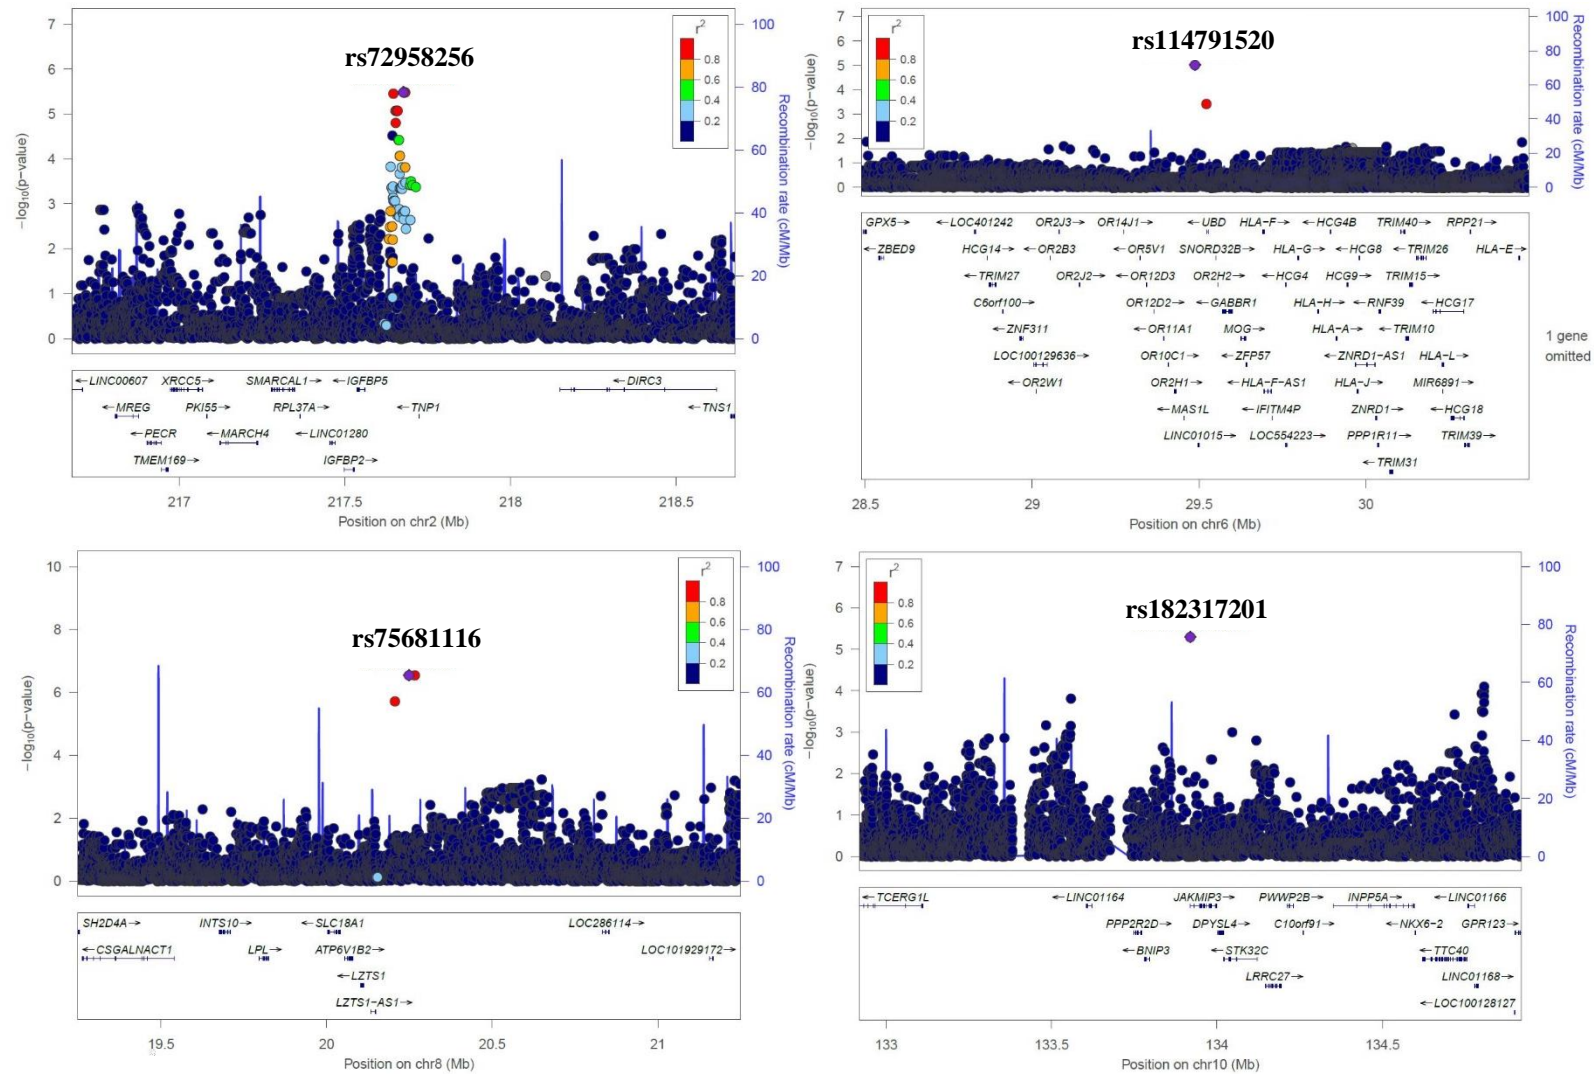 rs72958256
r²
0.8
0.6
0.4
0.2
−log₁₀(p−value)
7
6
5
4
3
2
1
0
100
80
60
40
20
0
Recombination rate (cM/Mb)
←LINC00607 XRCC5→ SMARCAL1→ ←IGFBP5 ←DIRC3
←MREG PKI55→ RPL37A→ ←TNP1 ←TNS1
←PECR ←MARCH4 ←LINC01280
TMEM169→ IGFBP2→
217 217.5 218 218.5
Position on chr2 (Mb)
rs114791520
r²
0.8
0.6
0.4
0.2
−log₁₀(p−value)
7
6
5
4
3
2
1
0
100
80
60
40
20
0
Recombination rate (cM/Mb)
GPX5→ ←LOC401242 OR2J3→ OR14J1→ ←UBD HLA−F→ ←HCG4B TRIM40→ RPP21→
←ZBED9 HCG14→ ←OR2B3 ←OR5V1 SNORD32B→ HLA−G→ ←HCG8 ←TRIM26 HLA−E→
←TRIM27 OR2J2→ ←OR12D3 OR2H2→ ←HCG4 HCG9→ TRIM15→
C6orf100→ OR12D2→ ←GABBR1 HLA−H→ ←RNF39 ←HCG17
←ZNF311 ←OR11A1 MOG→ HLA−A→ ←TRIM10
LOC100129636→ OR10C1→ ←ZFP57 ←ZNRD1−AS1 HLA−L→
←OR2W1 OR2H1→ ←HLA−F−AS1 HLA−J→ MIR6891→
←MAS1L ←IFITM4P ZNRD1→ ←HCG18
LINC01015→ LOC554223→ PPP1R11→ TRIM39→
←TRIM31
1 gene
omitted
28.5 29 29.5 30
Position on chr6 (Mb)
rs75681116
r²
0.8
0.6
0.4
0.2
−log₁₀(p−value)
10
8
6
4
2
0
100
80
60
40
20
0
Recombination rate (cM/Mb)
SH2D4A→ INTS10→ ←SLC18A1 LOC286114→
←CSGALNACT1 LPL→ ATP6V1B2→ LOC101929172→
←LZTS1
LZTS1−AS1→
19.5 20 20.5 21
Position on chr8 (Mb)
rs182317201
r²
0.8
0.6
0.4
0.2
−log₁₀(p−value)
7
6
5
4
3
2
1
0
100
80
60
40
20
0
Recombination rate (cM/Mb)
←TCERG1L ←LINC01164 JAKMIP3→ PWWP2B→ INPP5A→ ←LINC01166
PPP2R2D→ DPYSL4→ C10orf91→ ←NKX6−2 GPR123→
←BNIP3 ←STK32C ←TTC40
LRRC27→ LINC01168→
←LOC100128127
133 133.5 134 134.5
Position on chr10 (Mb)